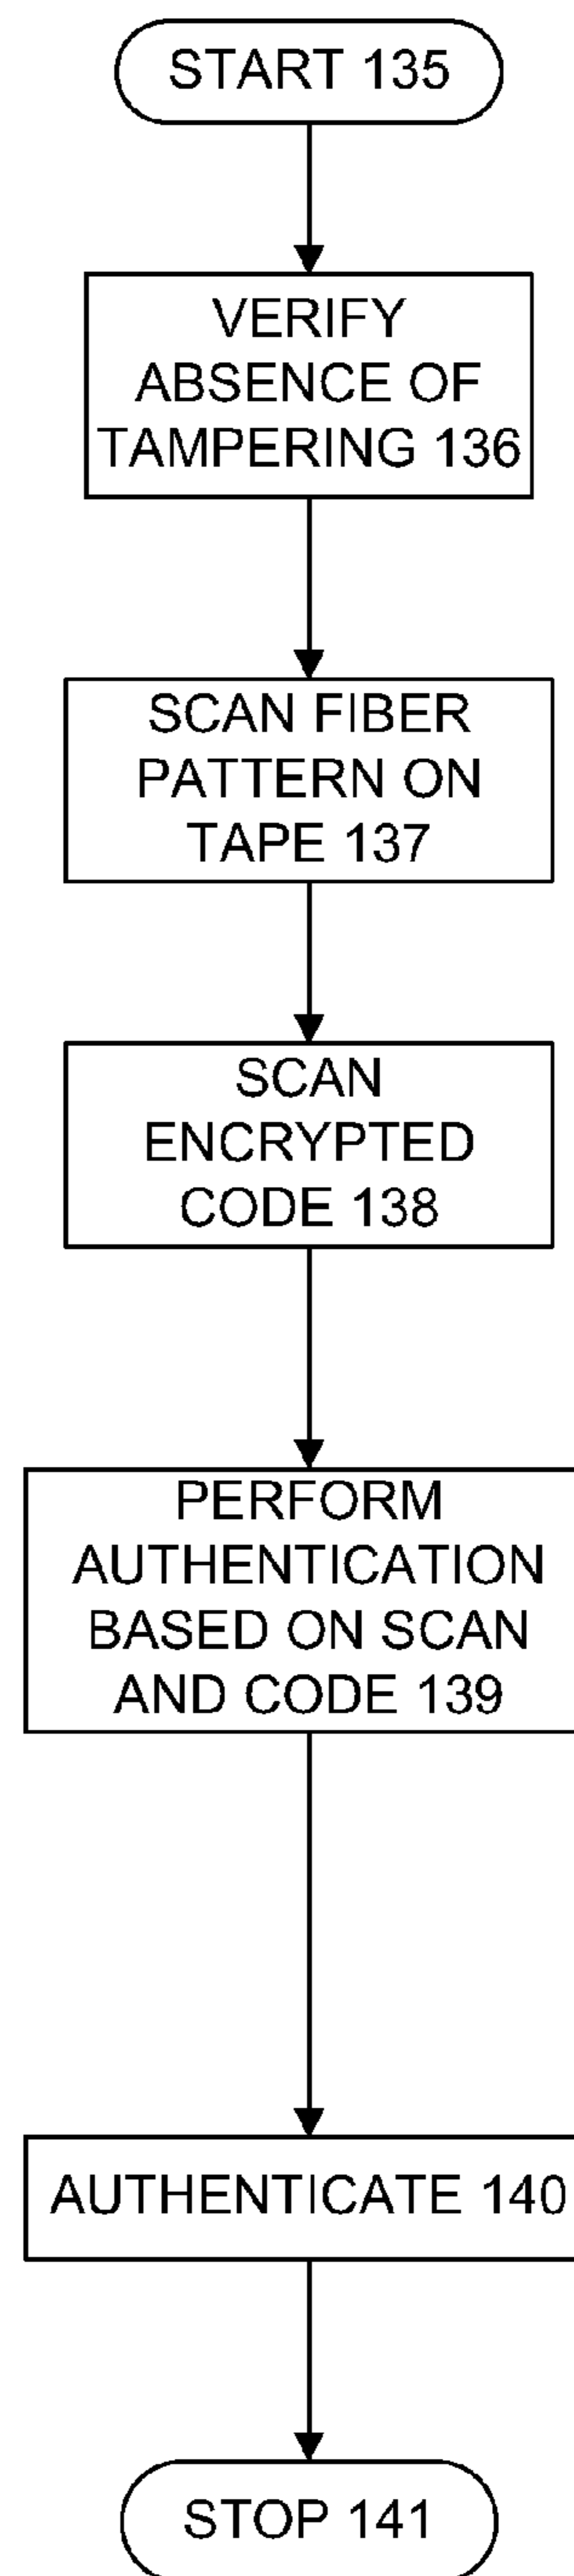 START 135
VERIFY
ABSENCE OF
TAMPERING 136
SCAN FIBER
PATTERN ON
TAPE 137
SCAN
ENCRYPTED
CODE 138
PERFORM
AUTHENTICATION
BASED ON SCAN
AND CODE 139
AUTHENTICATE 140
STOP 141